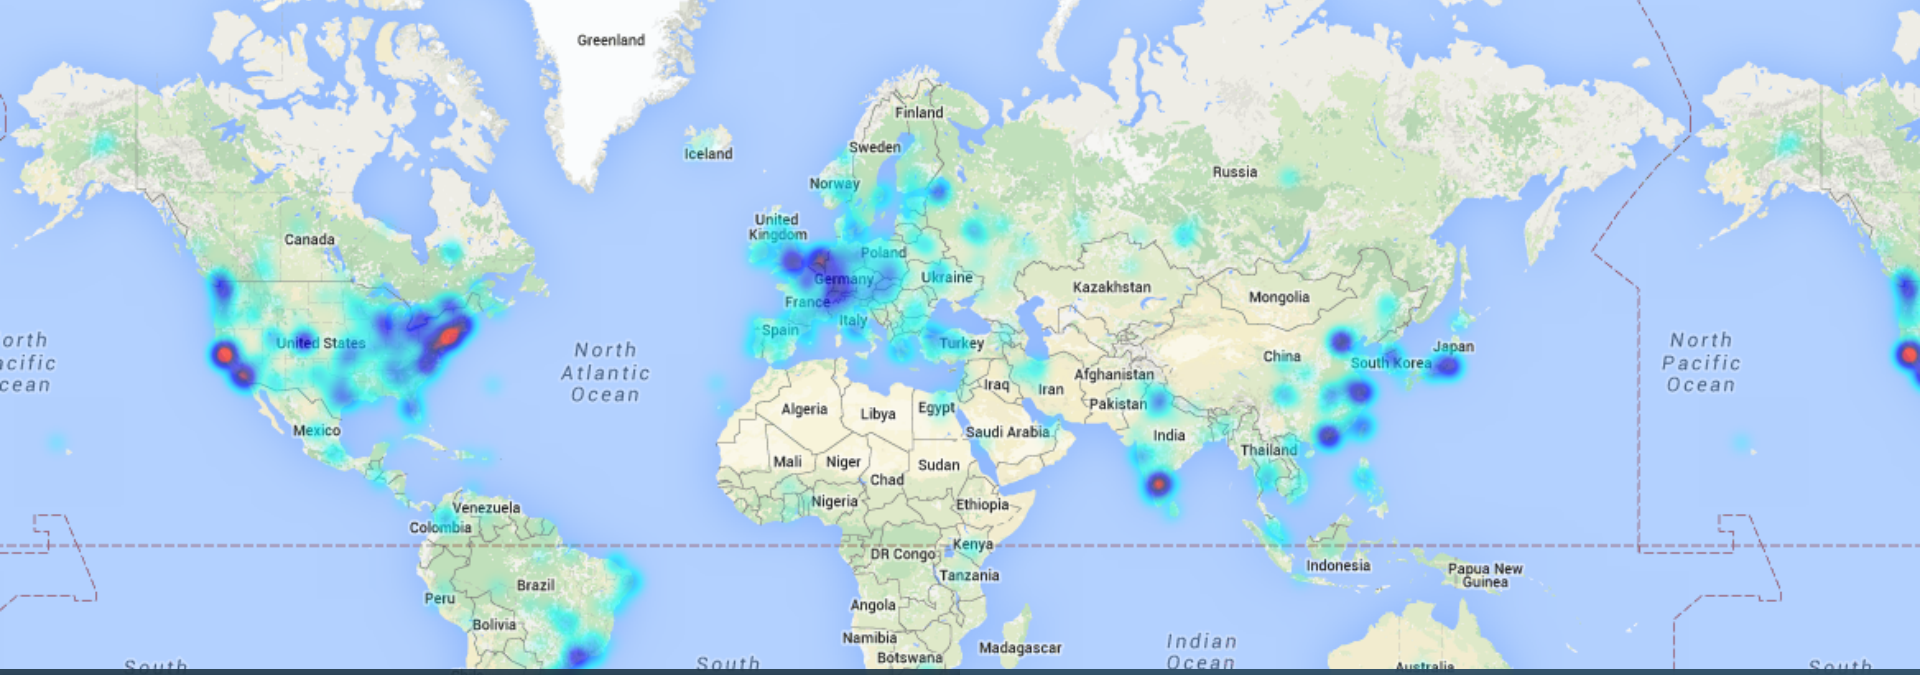 Greenland
Finland
Sweden
Iceland
Norway
Russia
United
Kingdom
Canada
Poland
Germany
Ukraine
Kazakhstan
Mongolia
France
Italy
Spain
United States
Turkey
China
South Korea
Japan
North
Atlantic
Ocean
North
Pacific
Ocean
orth
acific
cean
Iraq
Iran
Afghanistan
Pakistan
Algeria
Libya
Egypt
Saudi Arabia
India
Mexico
Mali
Niger
Chad
Sudan
Thailand
Nigeria
Ethiopia
Venezuela
Colombia
DR Congo
Kenya
Tanzania
Indonesia
Papua New
Guinea
Brazil
Peru
Bolivia
Angola
Namibia
Botswana
Madagascar
Indian
Ocean
Australia
South
South
South